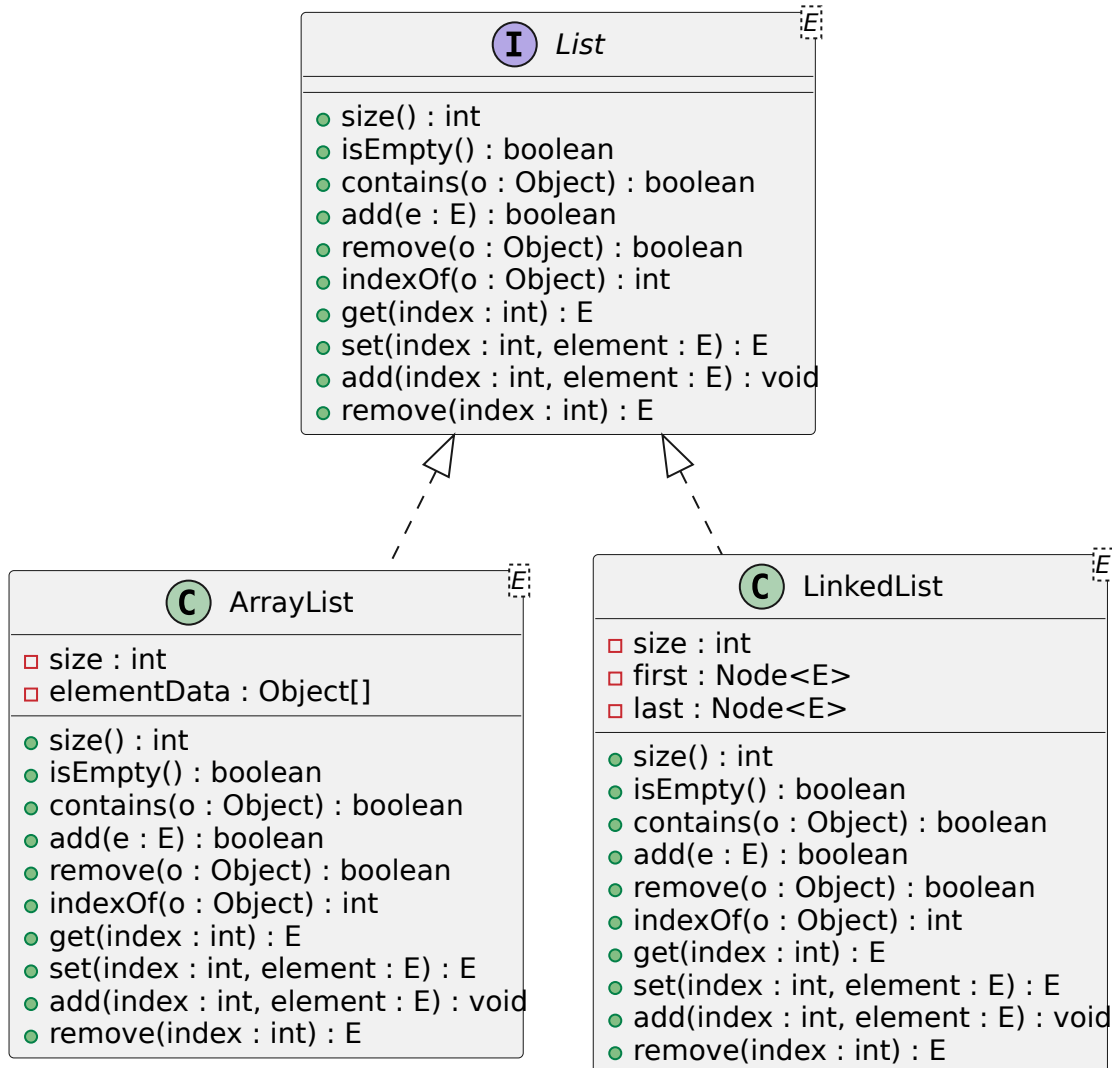 E
I List
size() : int
isEmpty() : boolean
contains(o : Object) : boolean
add(e : E) : boolean
remove(o : Object) : boolean
indexOf(o : Object) : int
get(index : int) : E
set(index : int, element : E) : E
add(index : int, element : E) : void
remove(index : int) : E
E
C ArrayList
size : int
elementData : Object[]
size() : int
isEmpty() : boolean
contains(o : Object) : boolean
add(e : E) : boolean
remove(o : Object) : boolean
indexOf(o : Object) : int
get(index : int) : E
set(index : int, element : E) : E
add(index : int, element : E) : void
remove(index : int) : E
E
C LinkedList
size : int
first : Node<E>
last : Node<E>
size() : int
isEmpty() : boolean
contains(o : Object) : boolean
add(e : E) : boolean
remove(o : Object) : boolean
indexOf(o : Object) : int
get(index : int) : E
set(index : int, element : E) : E
add(index : int, element : E) : void
remove(index : int) : E